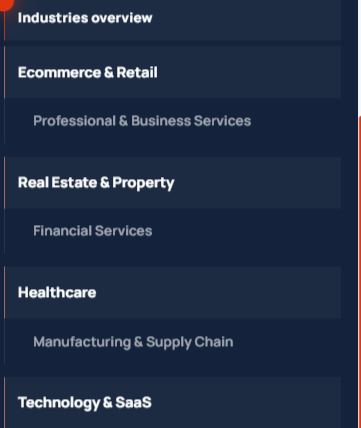 Industries overview
Ecommerce & Retail
Professional & Business Services
Real Estate & Property
Financial Services
Healthcare
Manufacturing & Supply Chain
Technology & SaaS